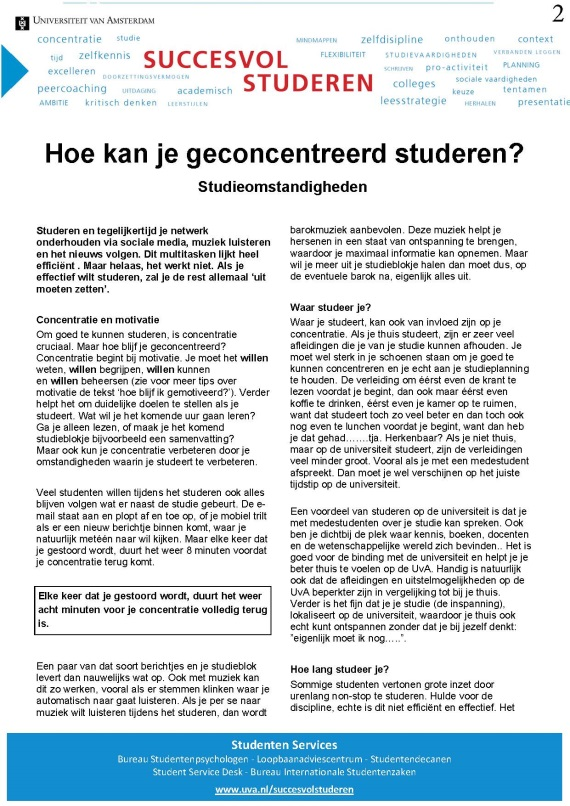 UNIVERSITEIT VAN AMSTERDAM
2
concentratie studie
tijd zelfkennis
excelleren DOORZETTINGSVERMOGEN
peercoaching UITDAGING academisch
AMBITIE kritisch denken LEERSTIJLEN
SUCCESVOL
STUDEREN
MINDMAPPEN zelfdiscipline onthouden context
FLEXIBILITEIT STUDIEVAARDIGHEDEN VERBANDEN LEGGEN
SCHRIJVEN pro-activiteit PLANNING
colleges sociale vaardigheden
keuze tentamen
leesstrategie HERHALEN presentatie
Hoe kan je geconcentreerd studeren?
Studieomstandigheden
Studeren en tegelijkertijd je netwerk
onderhouden via sociale media, muziek luisteren
en het nieuws volgen. Dit multitasken lijkt heel
efficiënt . Maar helaas, het werkt niet. Als je
effectief wilt studeren, zal je de rest allemaal ‘uit
moeten zetten’.
Concentratie en motivatie
Om goed te kunnen studeren, is concentratie
cruciaal. Maar hoe blijf je geconcentreerd?
Concentratie begint bij motivatie. Je moet het willen
weten, willen begrijpen, willen kunnen
en willen beheersen (zie voor meer tips over
motivatie de tekst ‘hoe blijf ik gemotiveerd?’). Verder
helpt het om duidelijke doelen te stellen als je
studeert. Wat wil je het komende uur gaan leren?
Ga je alleen lezen, of maak je het komend
studieblokje bijvoorbeeld een samenvatting?
Maar ook kun je concentratie verbeteren door je
omstandigheden waarin je studeert te verbeteren.
Veel studenten willen tijdens het studeren ook alles
blijven volgen wat er naast de studie gebeurt. De e-
mail staat aan en plopt af en toe op, of je mobiel trilt
als er een nieuw berichtje binnen komt, waar je
natuurlijk metéén naar wil kijken. Maar elke keer dat
je gestoord wordt, duurt het weer 8 minuten voordat
je concentratie terug komt.
Elke keer dat je gestoord wordt, duurt het weer
acht minuten voor je concentratie volledig terug
is.
Een paar van dat soort berichtjes en je studieblok
levert dan nauwelijks wat op. Ook met muziek kan
dit zo werken, vooral als er stemmen klinken waar je
automatisch naar gaat luisteren. Als je per se naar
muziek wilt luisteren tijdens het studeren, dan wordt
barokmuziek aanbevolen. Deze muziek helpt je
hersenen in een staat van ontspanning te brengen,
waardoor je maximaal informatie kan opnemen. Maar
wil je meer uit je studieblokje halen dan moet dus, op
de eventuele barok na, eigenlijk alles uit.
Waar studeer je?
Waar je studeert, kan ook van invloed zijn op je
concentratie. Als je thuis studeert, zijn er zeer veel
afleidingen die je van je studie kunnen afhouden. Je
moet wel sterk in je schoenen staan om je goed te
kunnen concentreren en je echt aan je studieplanning
te houden. De verleiding om éérst even de krant te
lezen voordat je begint, dan ook maar éérst even
koffie te drinken, éérst even je kamer op te ruimen,
want dat studeert toch zo veel beter en dan toch ook
nog even te lunchen voordat je begint, want dan heb
je dat gehad…….tja. Herkenbaar? Als je niet thuis,
maar op de universiteit studeert, zijn de verleidingen
veel minder groot. Vooral als je met een medestudent
afspreekt. Dan moet je wel verschijnen op het juiste
tijdstip op de universiteit.
Een voordeel van studeren op de universiteit is dat je
met medestudenten over je studie kan spreken. Ook
ben je dichtbij de plek waar kennis, boeken, docenten
en de wetenschappelijke wereld zich bevinden.. Het is
goed voor de binding met de universiteit en helpt je je
beter thuis te voelen op de UvA. Handig is natuurlijk
ook dat de afleidingen en uitstelmogelijkheden op de
UvA beperkter zijn in vergelijking tot bij je thuis.
Verder is het fijn dat je je studie (de inspanning),
lokaliseert op de universiteit, waardoor je thuis ook
echt kunt ontspannen zonder dat je bij jezelf denkt:
”eigenlijk moet ik nog…..”.
Hoe lang studeer je?
Sommige studenten vertonen grote inzet door
urenlang non-stop te studeren. Hulde voor de
discipline, echte is dit niet efficiënt en effectief. Het
Studenten Services
Bureau Studentenpsychologen - Loopbaanadviescentrum - Studentendecanen
Student Service Desk - Bureau Internationale Studentenzaken
www.uva.nl/succesvolstuderen